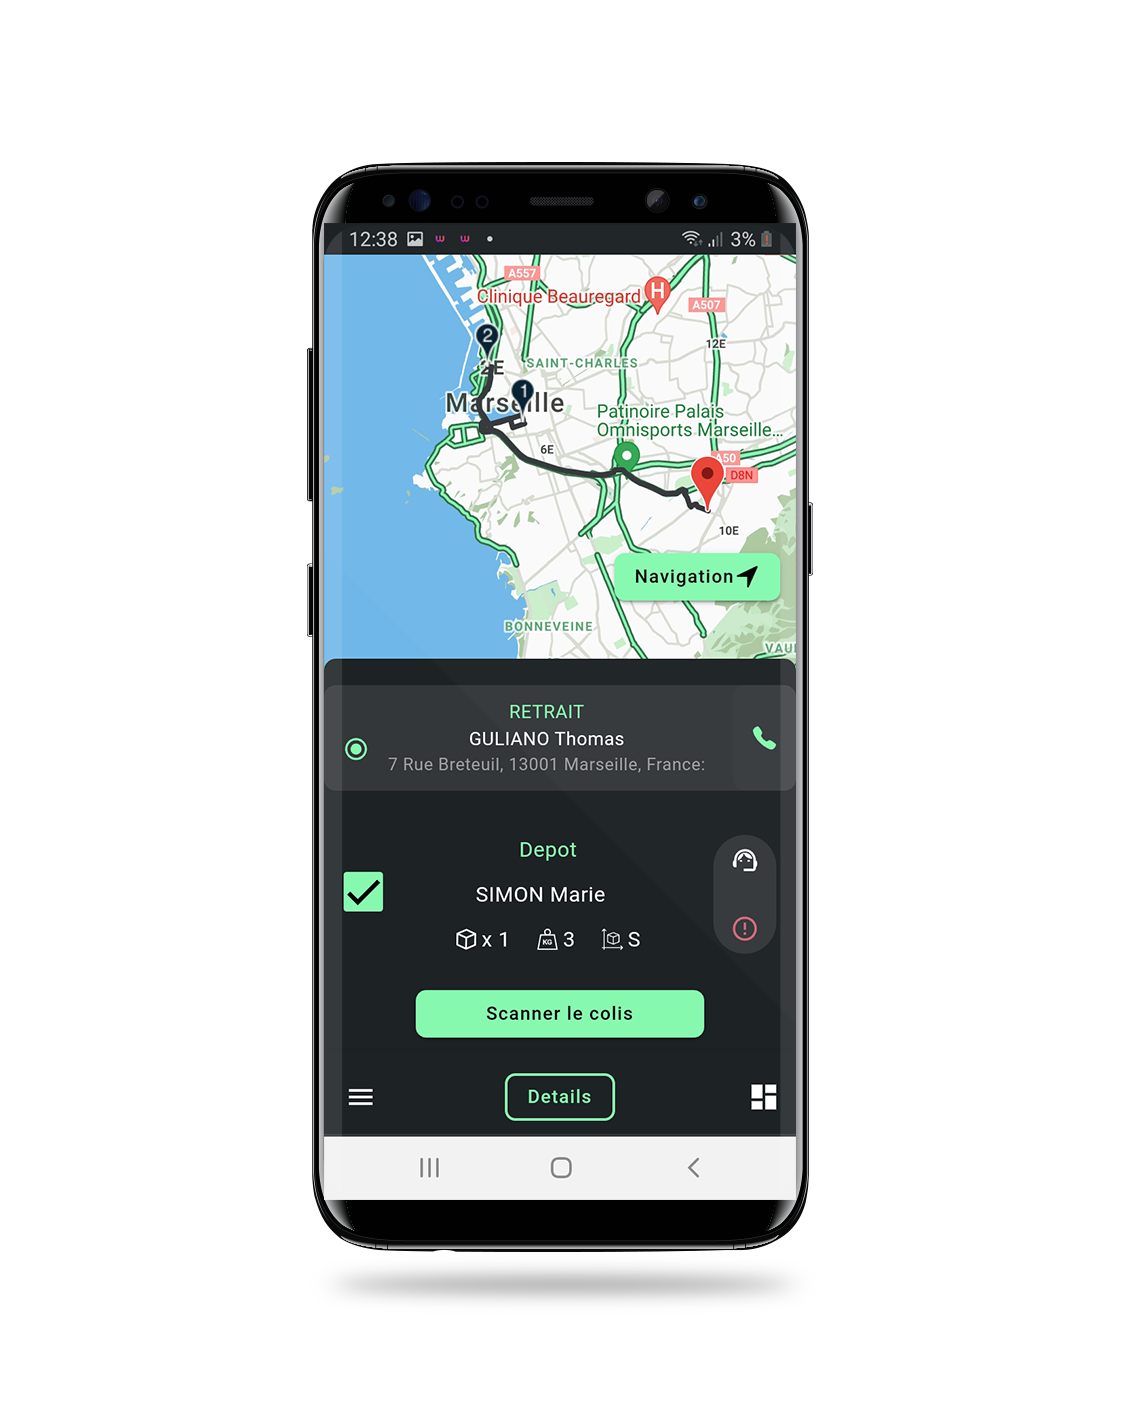 12:38
3%
A557
Clinique Beauregard H
A507
2
12E
2E
SAINT-CHARLES
1
Marseille
Patinoire Palais
Omnisports Marseille...
6E
A50
D8N
10E
Navigation
BONNEVEINE
VAU
RETRAIT
GULIANO Thomas
7 Rue Breteuil, 13001 Marseille, France:
Depot
SIMON Marie
x 1 KG 3 S
Scanner le colis
Details